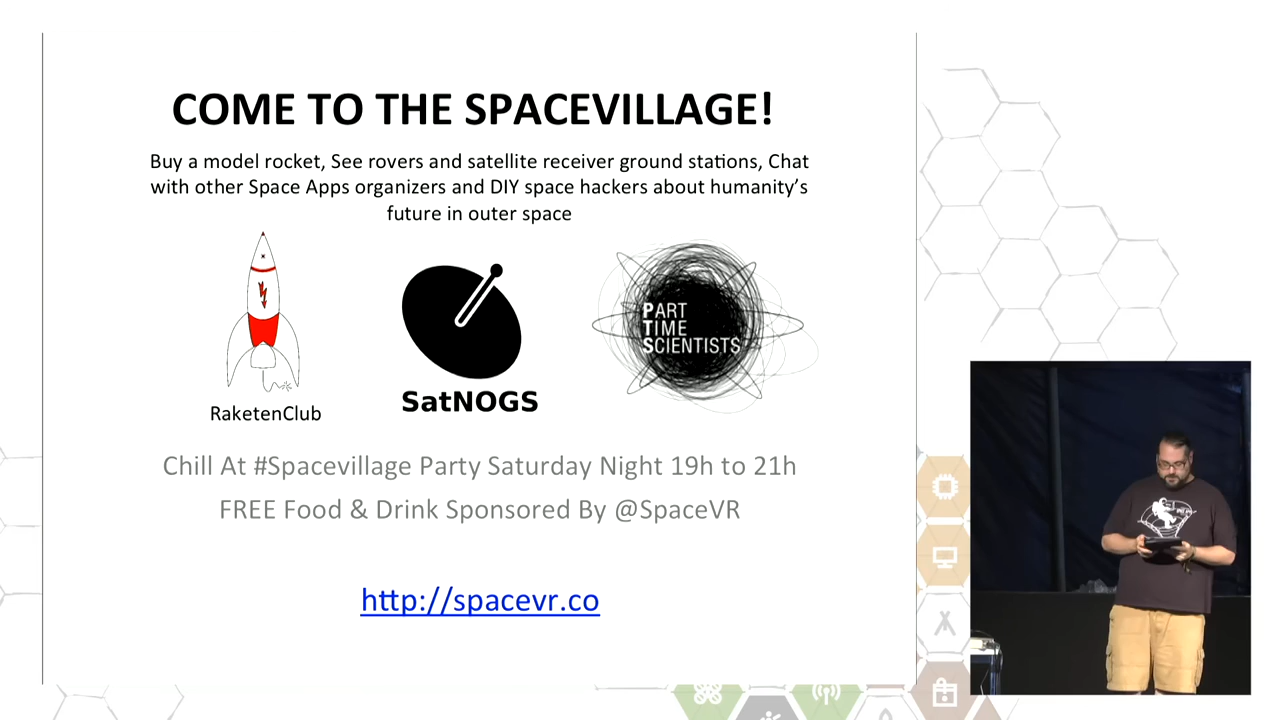 COME TO THE SPACEVILLAGE!
Buy a model rocket, See rovers and satellite receiver ground stations, Chat
with other Space Apps organizers and DIY space hackers about humanity's
future in outer space
PART
TIME
SCIENTISTS
SatNOGS
RaketenClub
Chill At #Spacevillage Party Saturday Night 19h to 21h
FREE Food & Drink Sponsored By @SpaceVR
http://spacevr.co